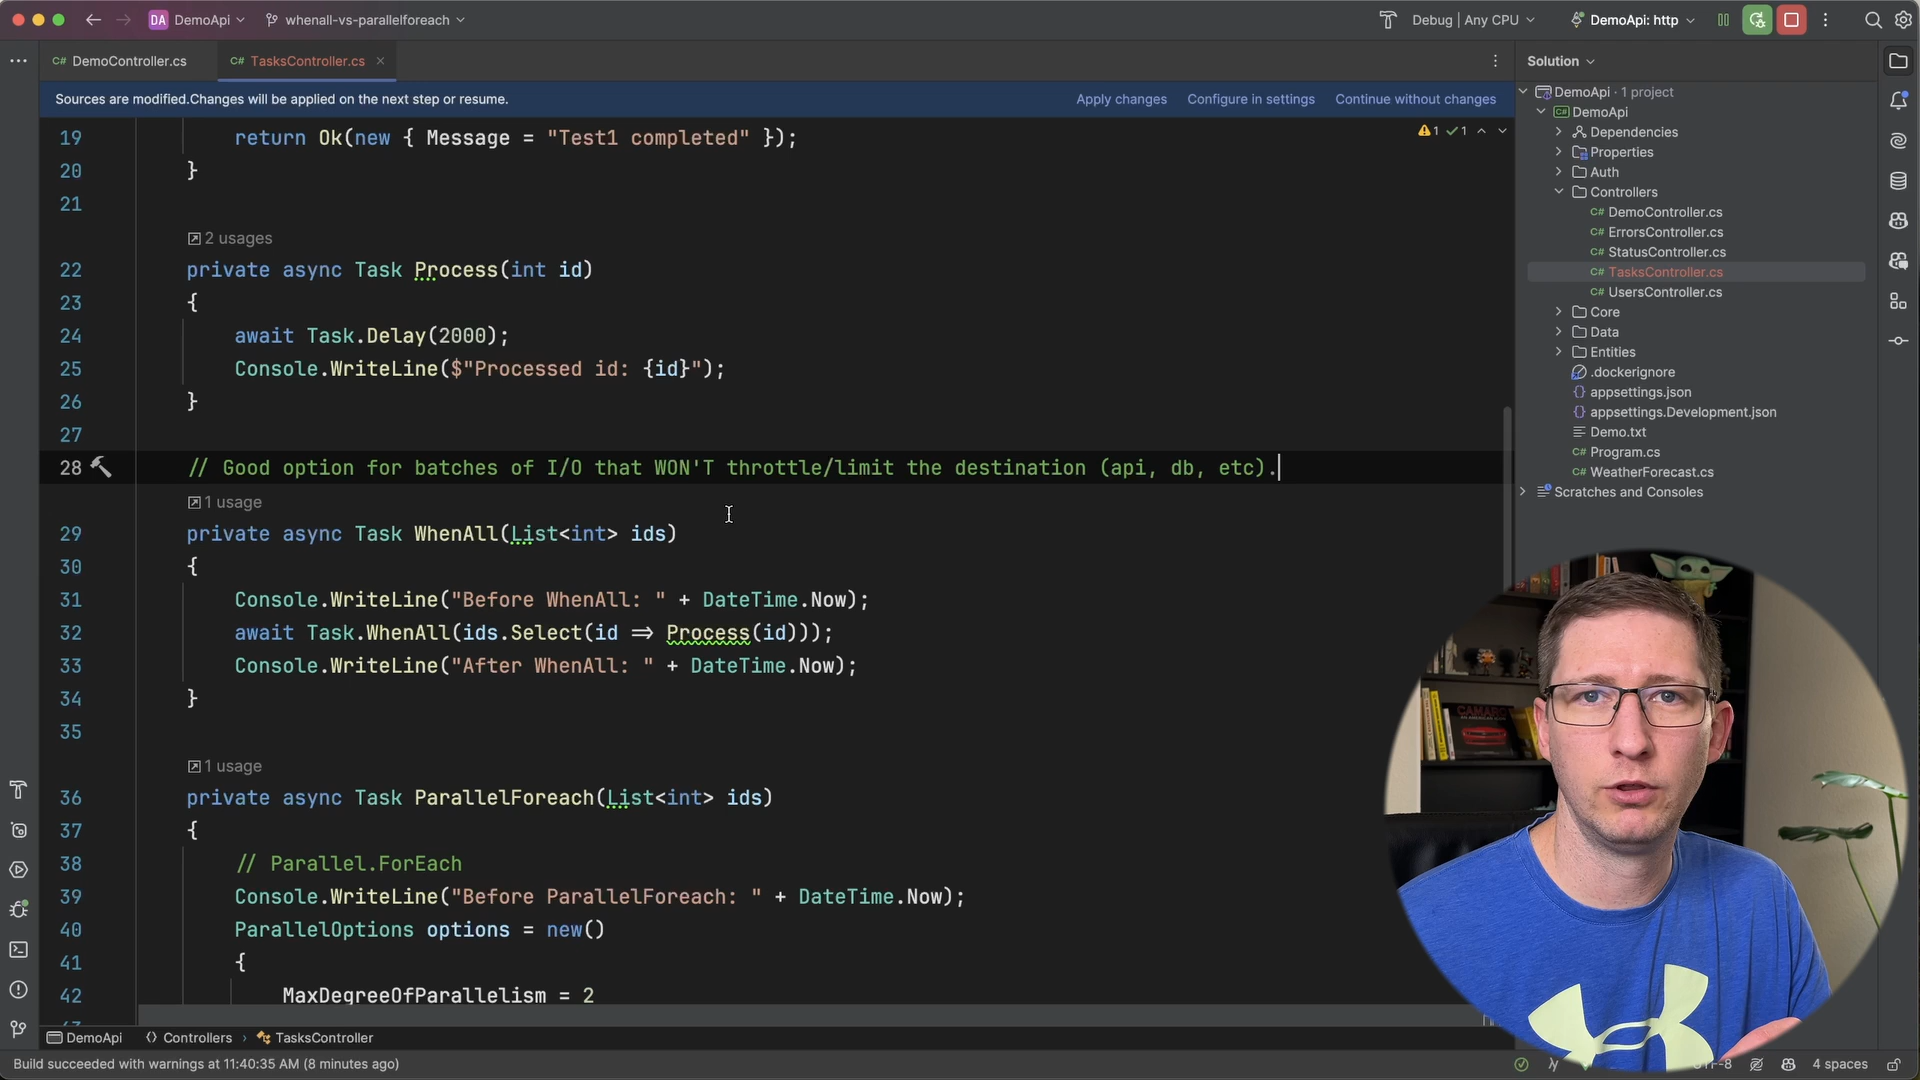 DA DemoApi
whenall-vs-parallelforeach
Debug | Any CPU
DemoApi: http
C# DemoController.cs
C# TasksController.cs
Solution
Sources are modified.Changes will be applied on the next step or resume.
Apply changes
Configure in settings
Continue without changes
1 1
19 return Ok(new { Message = "Test1 completed" });
20 }
21
2 usages
22 private async Task Process(int id)
23 {
24 await Task.Delay(2000);
25 Console.WriteLine($"Processed id: {id}");
26 }
27
28 // Good option for batches of I/O that WON'T throttle/limit the destination (api, db, etc).
1 usage
29 private async Task WhenAll(List<int> ids)
30 {
31 Console.WriteLine("Before WhenAll: " + DateTime.Now);
32 await Task.WhenAll(ids.Select(id => Process(id)));
33 Console.WriteLine("After WhenAll: " + DateTime.Now);
34 }
35
1 usage
36 private async Task ParallelForeach(List<int> ids)
37 {
38 // Parallel.ForEach
39 Console.WriteLine("Before ParallelForeach: " + DateTime.Now);
40 ParallelOptions options = new()
41 {
42 MaxDegreeOfParallelism = 2
DemoApi · 1 project
C# DemoApi
Dependencies
Properties
Auth
Controllers
C# DemoController.cs
C# ErrorsController.cs
C# StatusController.cs
C# TasksController.cs
C# UsersController.cs
Core
Data
Entities
.dockerignore
appsettings.json
appsettings.Development.json
Demo.txt
C# Program.cs
C# WeatherForecast.cs
Scratches and Consoles
CAMARO
DemoApi
Controllers
TasksController
Build succeeded with warnings at 11:40:35 AM (8 minutes ago)
4 spaces